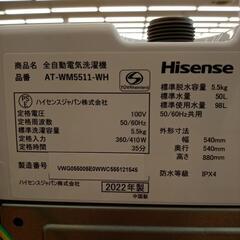 商品名 全自動電気洗濯機
品番 AT-WM5511-WH
TÜVRheinland
Hisense
ハイセンスジャパン株式会社
定格電圧 100V
定格周波数 50/60Hz
標準洗濯容量 5.5kg
定格入力 360/410W
定格時間 35分
標準脱水容量 5.5kg
標準水量 50L
標準使用水量 98L
50/60Hz共用
外形寸法
幅 540mm
奥行 540mm
高さ 880mm
防水等級 IPX4
製造番号
ハイセンスジャパン株式会社
2022年製
中国製